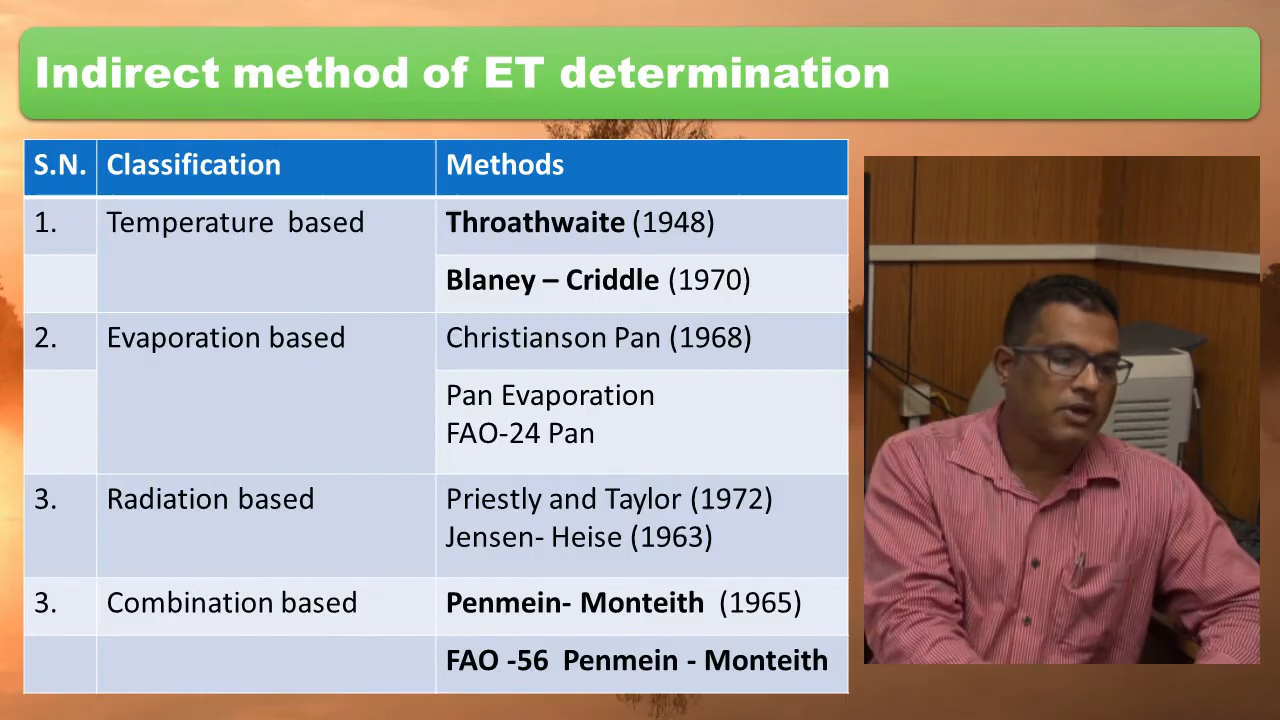 Indirect method of ET determination
S.N. Classification Methods
1. Temperature based Throathwaite (1948)
Blaney – Criddle (1970)
2. Evaporation based Christianson Pan (1968)
Pan Evaporation
FAO-24 Pan
3. Radiation based Priestly and Taylor (1972)
Jensen- Heise (1963)
3. Combination based Penmein- Monteith (1965)
FAO -56 Penmein - Monteith